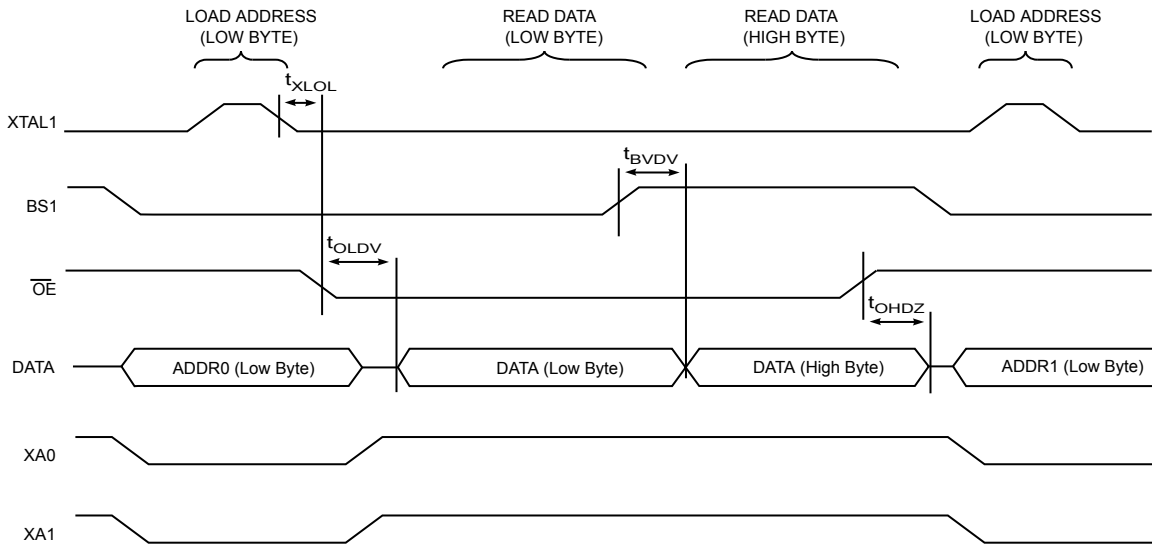 LOAD ADDRESS
(LOW BYTE)
READ DATA
(LOW BYTE)
READ DATA
(HIGH BYTE)
LOAD ADDRESS
(LOW BYTE)
tXLOL
XTAL1
tBVDV
BS1
tOLDV
OE
tOHDZ
DATA
ADDR0 (Low Byte)
DATA (Low Byte)
DATA (High Byte)
ADDR1 (Low Byte)
XA0
XA1